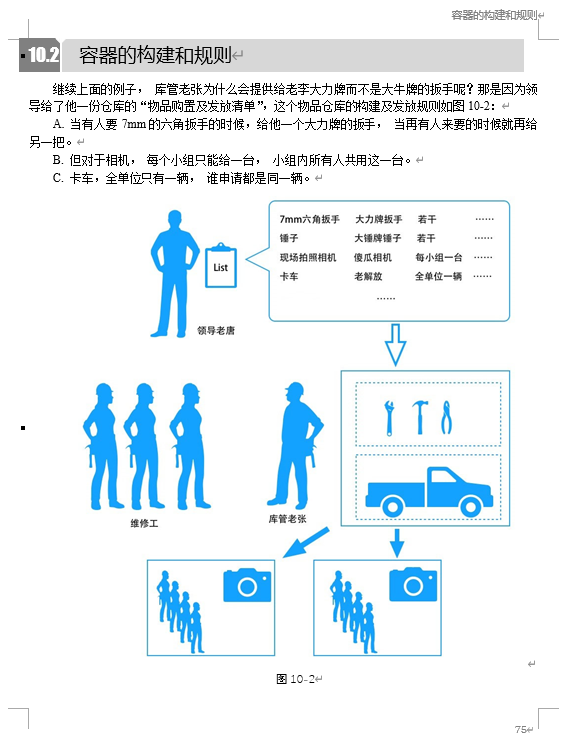 容器的构建和规则
10.2 容器的构建和规则
继续上面的例子， 库管老张为什么会提供给老李大力牌而不是大牛牌的扳手呢？那是因为领
导给了他一份仓库的“物品购置及发放清单”，这个物品仓库的构建及发放规则如图 10-2：
A. 当有人要 7mm 的六角扳手的时候，给他一个大力牌的扳手， 当再有人来要的时候就再给
另一把。
B. 但对于相机， 每个小组只能给一台， 小组内所有人共用这一台。
C. 卡车，全单位只有一辆， 谁申请都是同一辆。
7mm六角扳手 大力牌扳手 若干 ……
锤子 大锤牌锤子 若干 ……
现场拍照相机 傻瓜相机 每小组一台 ……
卡车 老解放 全单位一辆 ……
……
List
领导老唐
维修工
库管老张
图 10-2
75